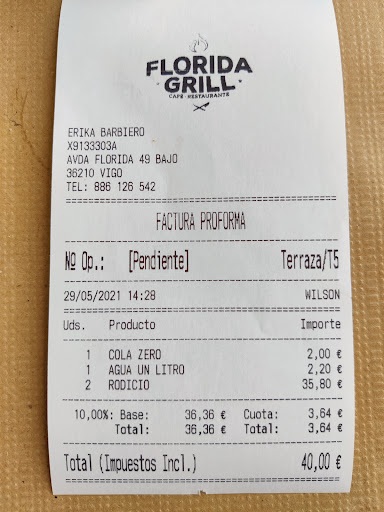 FLORIDA
GRILL
CAFE · RESTAURANTE
ERIKA BARBIERO
X9133303A
AVDA FLORIDA 49 BAJO
36210 VIGO
TEL: 886 126 542
FACTURA PROFORMA
Nº Op.: [Pendiente] Terraza/T5
29/05/2021 14:28 WILSON
Uds. Producto Importe
1 COLA ZERO 2,00 €
1 AGUA UN LITRO 2,20 €
2 RODICIO 35,80 €
10,00%: Base: 36,36 € Cuota: 3,64 €
Total: 36,36 € Total: 3,64 €
Total (Impuestos Incl.) 40,00 €